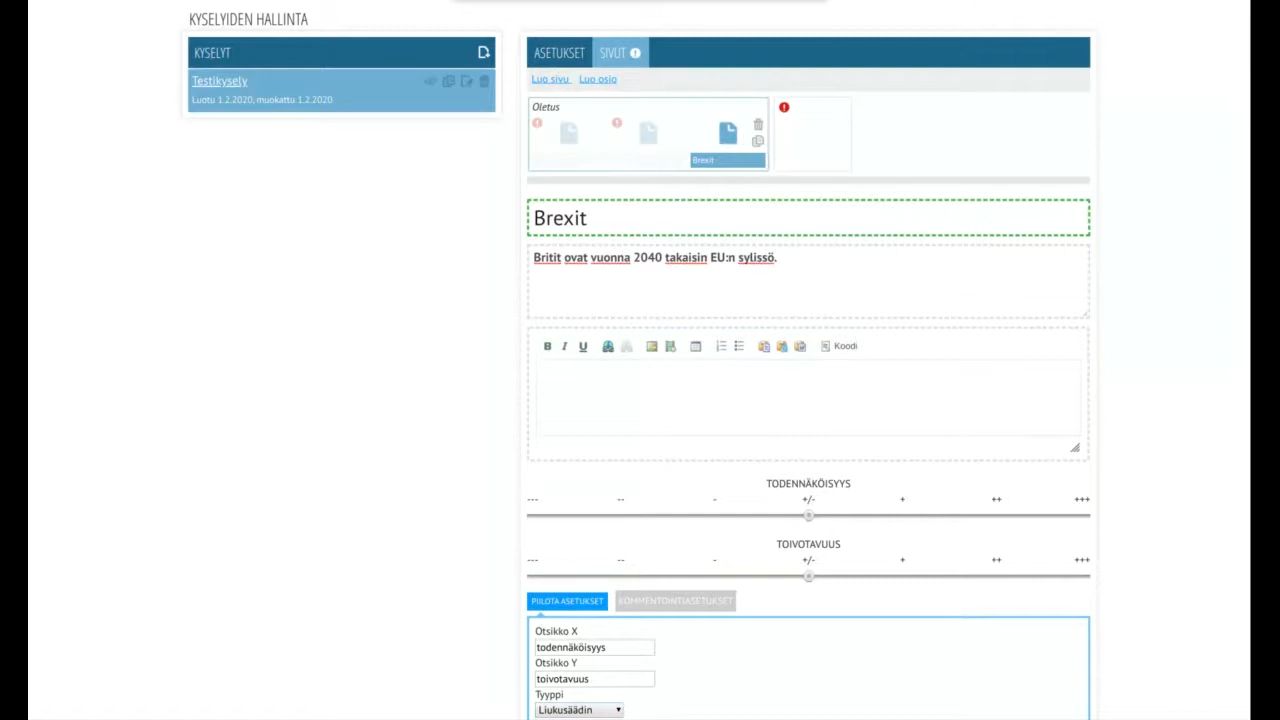 KYSELYIDEN HALLINTA
KYSELYT
Testikysely
Luotu 1.2.2020, muokattu 1.2.2020
ASETUKSET SIVUT
Luo sivu Luo osio
Oletus
Brexit
Brexit
Britit ovat vuonna 2040 takaisin EU:n sylissö.
B I U Koodi
TODENNÄKÖISYYS
--- -- - +/- + ++ +++
TOIVOTAVUUS
--- -- - +/- + ++ +++
PIILOTA ASETUKSET KOMMENTOINTIASETUKSET
Otsikko X
todennäköisyys
Otsikko Y
toivotavuus
Tyyppi
Liukusäädin